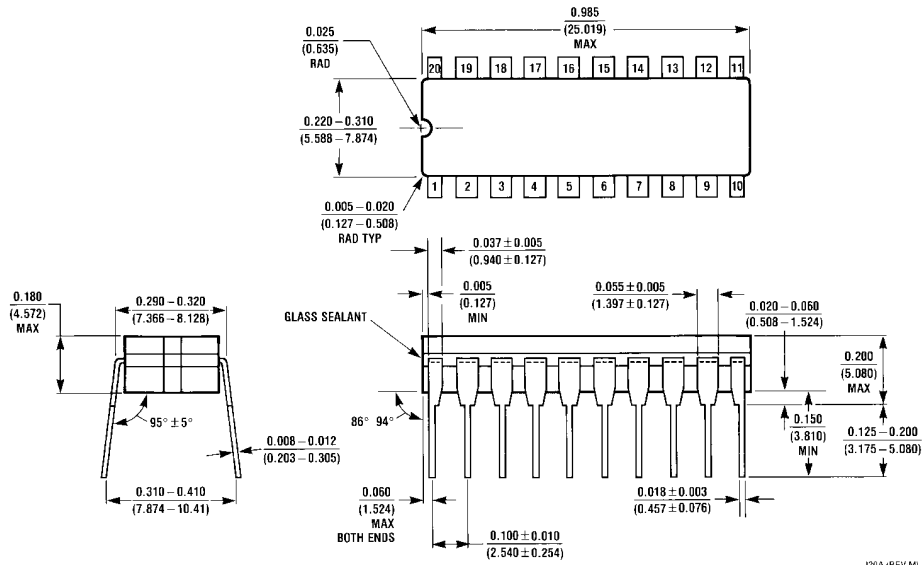 0.985
(25.019)
MAX
0.025
(0.635)
RAD
20 19 18 17 16 15 14 13 12 11
0.220–0.310
(5.588–7.874)
1 2 3 4 5 6 7 8 9 10
0.005–0.020
(0.127–0.508)
RAD TYP
0.037±0.005
(0.940±0.127)
0.005
(0.127)
MIN
0.055±0.005
(1.397±0.127)
0.020–0.060
(0.508–1.524)
0.180
(4.572)
MAX
0.290–0.320
(7.366–8.128)
GLASS SEALANT
0.200
(5.080)
MAX
95°±5°
86° 94°
0.150
(3.810)
MIN
0.125–0.200
(3.175–5.080)
0.008–0.012
(0.203–0.305)
0.310–0.410
(7.874–10.41)
0.060
(1.524)
MAX
BOTH ENDS
0.018±0.003
(0.457±0.076)
0.100±0.010
(2.540±0.254)
J20A (REV M)